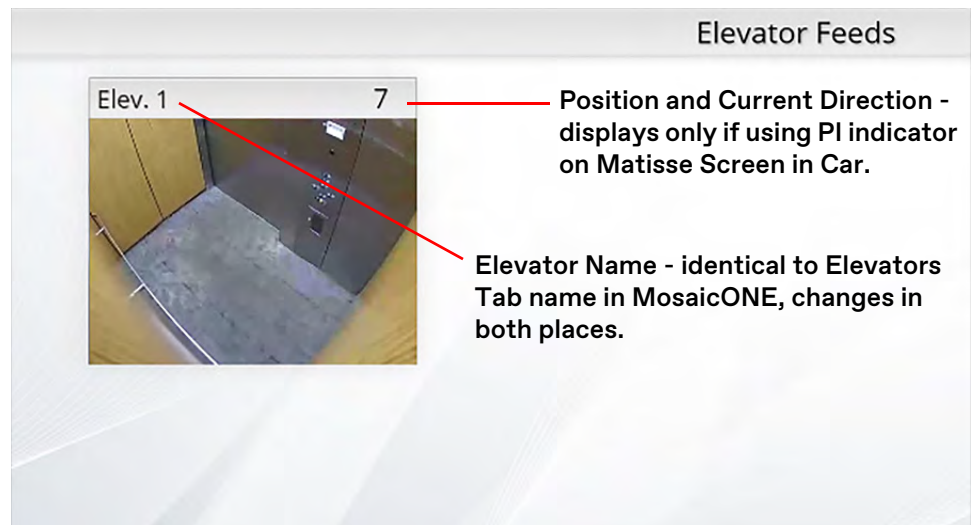 Elevator Feeds
Elev. 1 7
Position and Current Direction -
displays only if using PI indicator
on Matisse Screen in Car.
Elevator Name - identical to Elevators
Tab name in MosaicONE, changes in
both places.